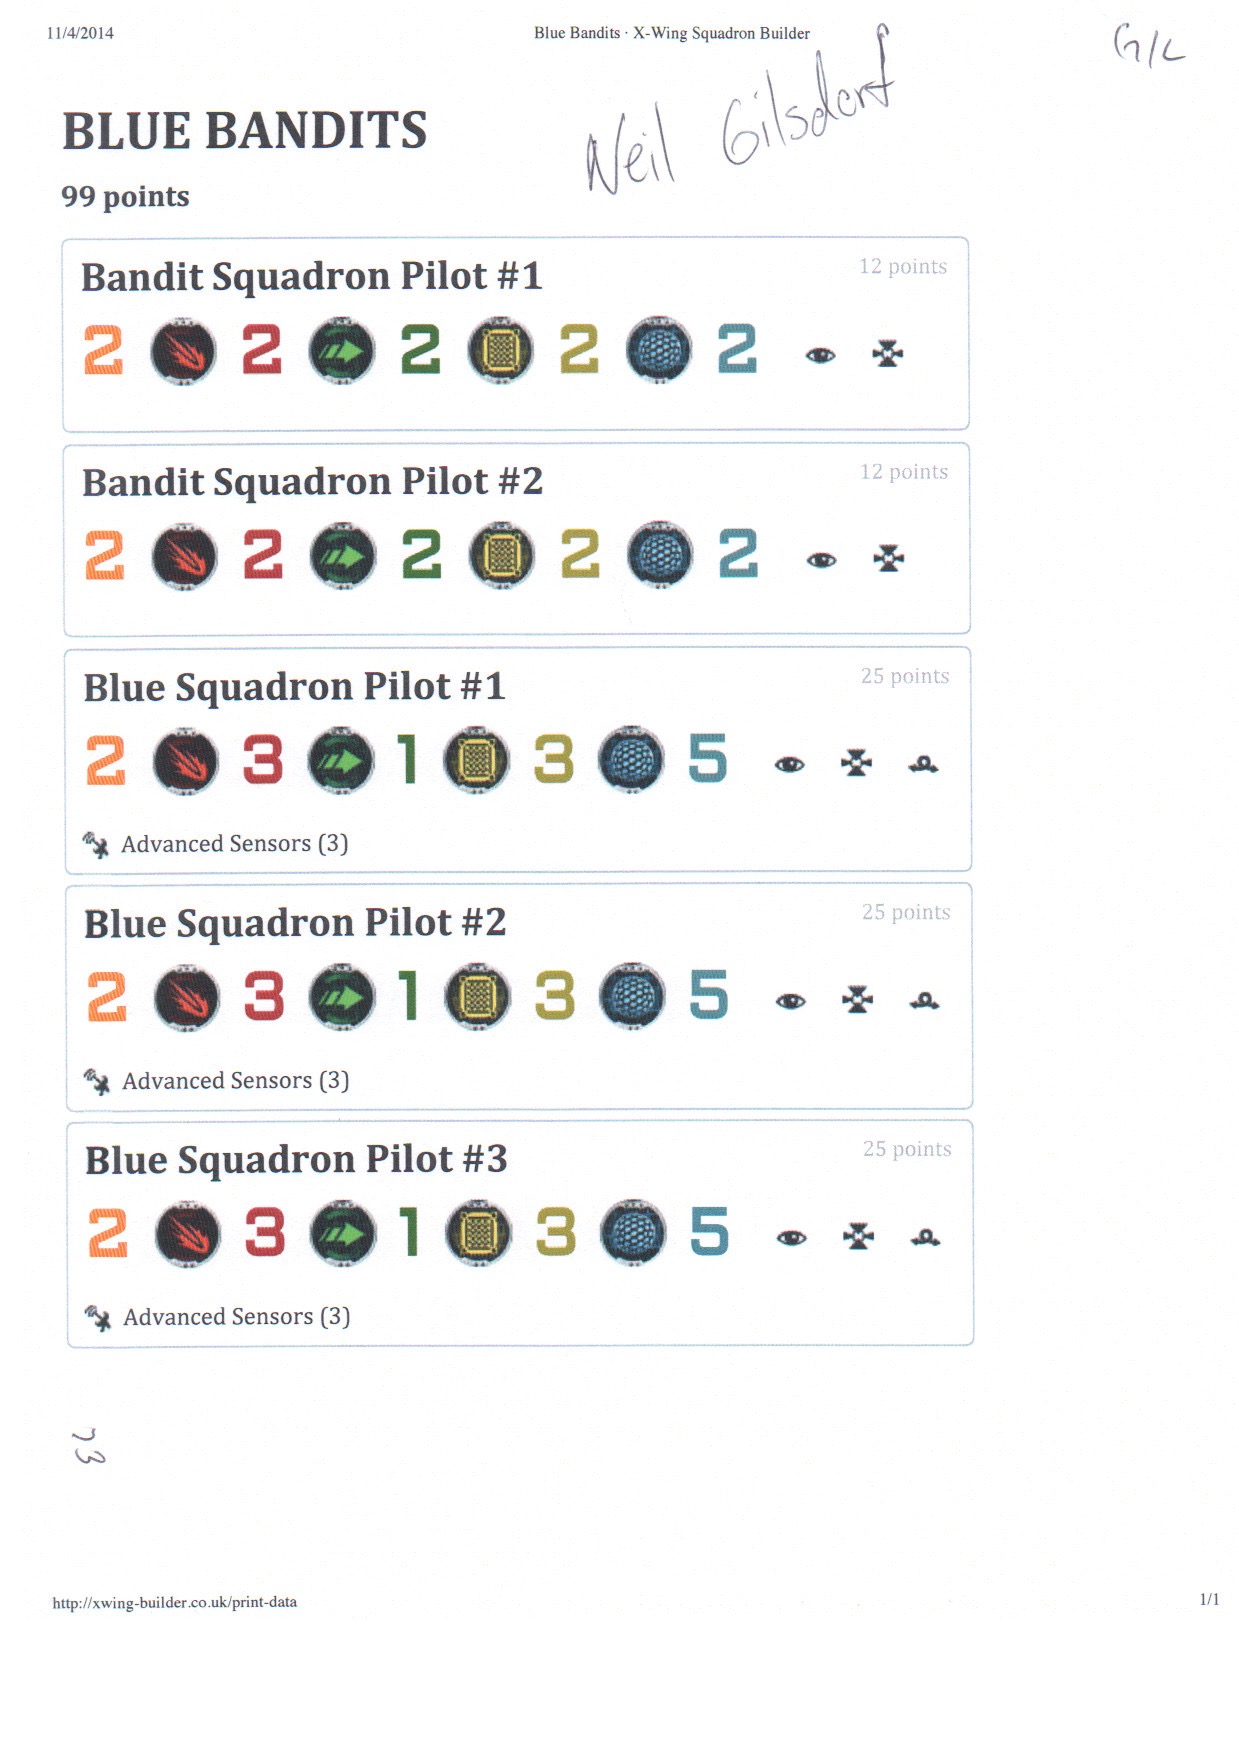 11/4/2014 Blue Bandits · X-Wing Squadron Builder G/L
Neil Gilsdorf
BLUE BANDITS
99 points
Bandit Squadron Pilot #1 12 points
2 2 2 2 2
Bandit Squadron Pilot #2 12 points
2 2 2 2 2
Blue Squadron Pilot #1 25 points
2 3 1 3 5
Advanced Sensors (3)
Blue Squadron Pilot #2 25 points
2 3 1 3 5
Advanced Sensors (3)
Blue Squadron Pilot #3 25 points
2 3 1 3 5
Advanced Sensors (3)
http://xwing-builder.co.uk/print-data 1/1